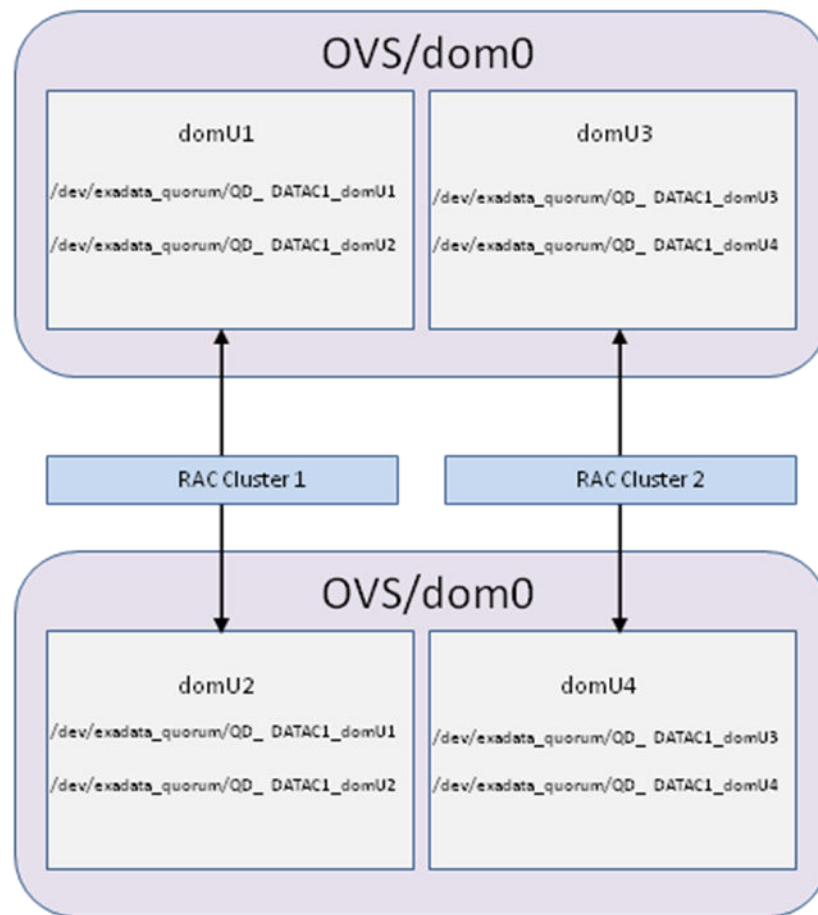 OVS/dom0
domU1
/dev/exadata_quorum/QD_ DATAC1_domU1
/dev/exadata_quorum/QD_ DATAC1_domU2
domU3
/dev/exadata_quorum/QD_ DATAC1_domU3
/dev/exadata_quorum/QD_ DATAC1_domU4
RAC Cluster 1
RAC Cluster 2
OVS/dom0
domU2
/dev/exadata_quorum/QD_ DATAC1_domU1
/dev/exadata_quorum/QD_ DATAC1_domU2
domU4
/dev/exadata_quorum/QD_ DATAC1_domU3
/dev/exadata_quorum/QD_ DATAC1_domU4